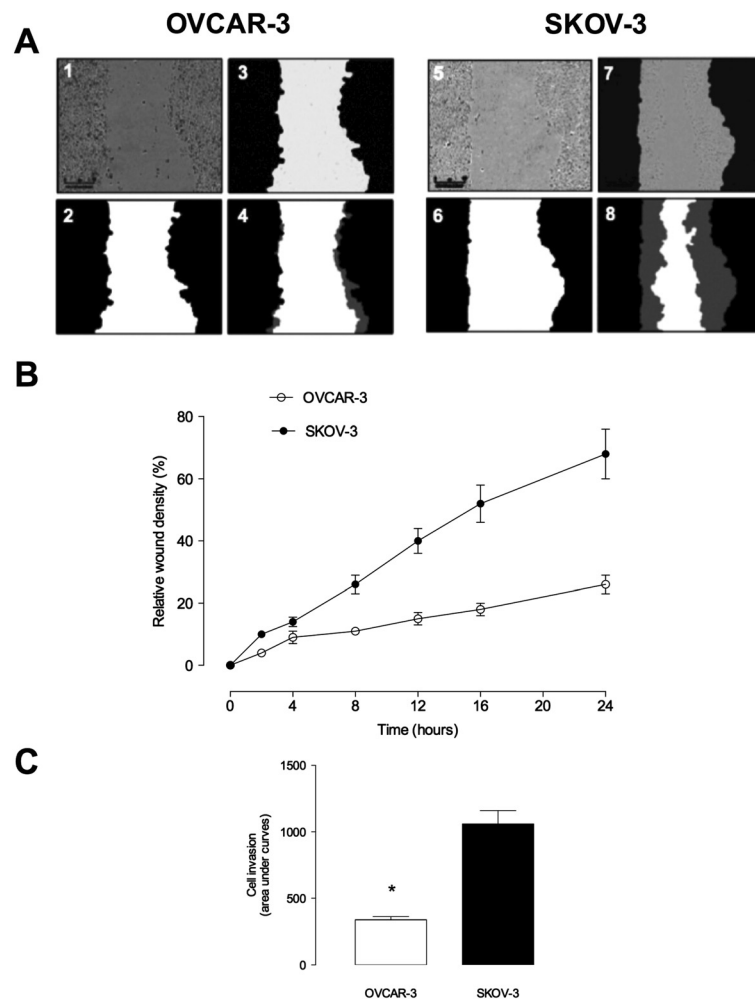 OVCAR-3
SKOV-3
A
1
3
5
7
2
4
6
8
B
OVCAR-3
SKOV-3
Relative wound density (%)
80
60
40
20
0
0
4
8
12
16
20
24
Time (hours)
C
Cell invasion
(area under curves)
1500
1000
500
0
*
OVCAR-3
SKOV-3